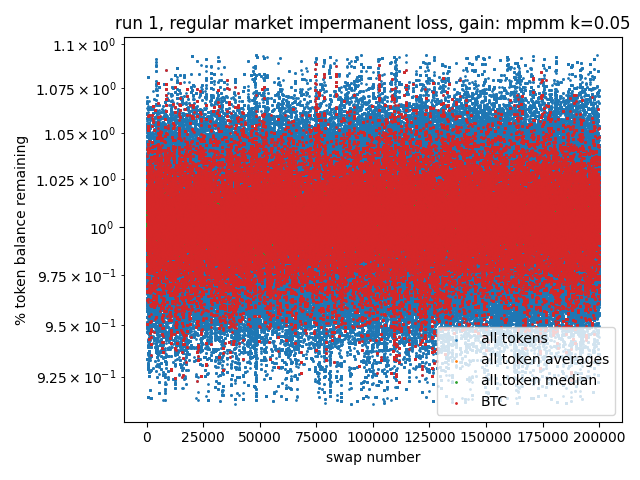 run 1, regular market impermanent loss, gain: mpmm k=0.05
% token balance remaining
1.1 × 10⁰
1.075 × 10⁰
1.05 × 10⁰
1.025 × 10⁰
10⁰
9.75 × 10⁻¹
9.5 × 10⁻¹
9.25 × 10⁻¹
all tokens
all token averages
all token median
BTC
0 25000 50000 75000 100000 125000 150000 175000 200000
swap number